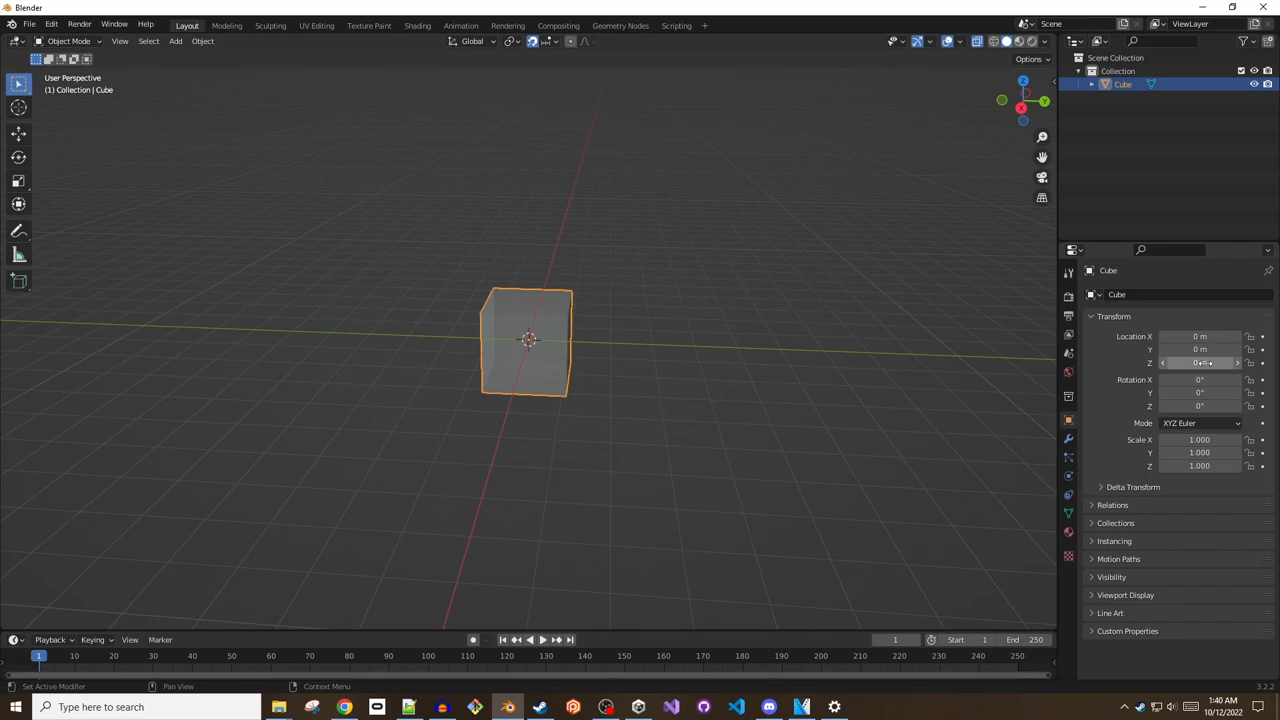 Blender
File Edit Render Window Help
Layout Modeling Sculpting UV Editing Texture Paint Shading Animation Rendering Compositing Geometry Nodes Scripting +
Scene
ViewLayer
Object Mode View Select Add Object
Global
Options
User Perspective
(1) Collection | Cube
Z
Y
X
Scene Collection
Collection
Cube
Cube
Cube
Transform
Location X 0 m
Y 0 m
Z
Rotation X 0°
Y 0°
Z 0°
Mode XYZ Euler
Scale X 1.000
Y 1.000
Z 1.000
Delta Transform
Relations
Collections
Instancing
Motion Paths
Visibility
Viewport Display
Line Art
Custom Properties
Playback Keying View Marker
1 Start 1 End 250
1 10 20 30 40 50 60 70 80 90 100 110 120 130 140 150 160 170 180 190 200 210 220 230 240 250
Set Active Modifier Pan View Context Menu 3.2.2
Type here to search
1:40 AM
10/12/2022